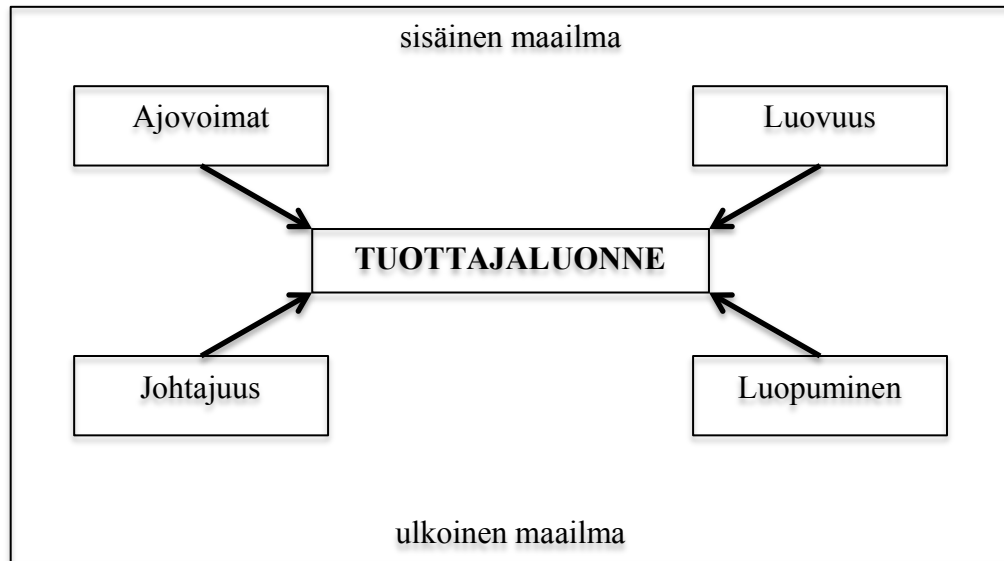 sisäinen maailma
Ajovoimat
Luovuus
TUOTTAJALUONNE
Johtajuus
Luopuminen
ulkoinen maailma